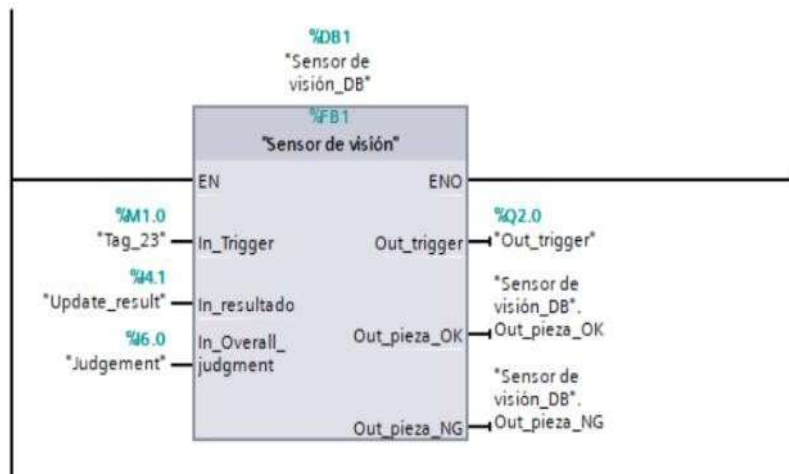 %DB1
"Sensor de
visión_DB"
%FB1
"Sensor de visión"
EN
ENO
%M1.0
"Tag_23"
In_Trigger
Out_trigger
%Q2.0
"Out_trigger"
%I4.1
"Update_result"
In_resultado
Out_pieza_OK
"Sensor de
visión_DB".
Out_pieza_OK
%I6.0
"Judgement"
In_Overall_
judgment
Out_pieza_NG
"Sensor de
visión_DB".
Out_pieza_NG